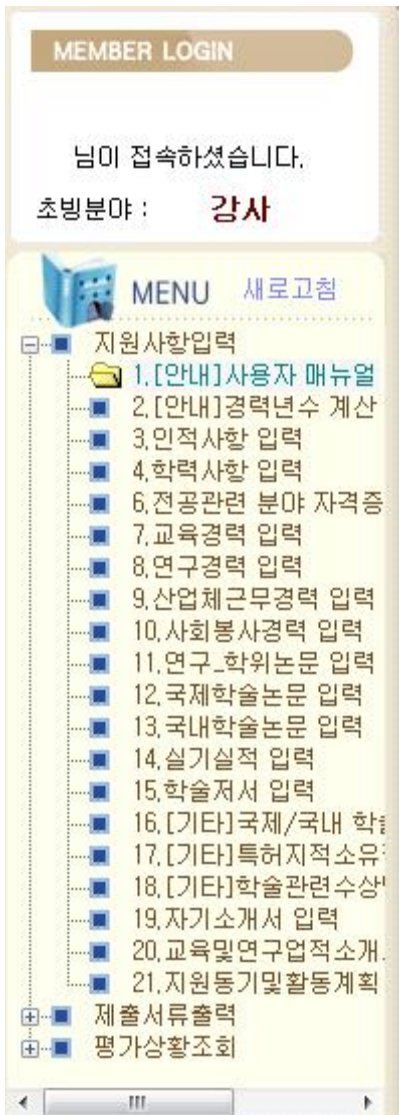 MEMBER LOGIN
님이 접속하셨습니다.
초빙분야 : 강사
MENU 새로고침
지원사항입력
1.[안내]사용자 매뉴얼
2.[안내]경력년수 계산
3.인적사항 입력
4.학력사항 입력
6.전공관련 분야 자격증
7.교육경력 입력
8.연구경력 입력
9.산업체근무경력 입력
10.사회봉사경력 입력
11.연구_학위논문 입력
12.국제학술논문 입력
13.국내학술논문 입력
14.실기실적 입력
15.학술저서 입력
16.[기타]국제/국내 학술
17.[기타]특허지적소유
18.[기타]학술관련수상
19.자기소개서 입력
20.교육및연구업적소개.
21.지원동기및활동계획
제출서류출력
평가상황조회